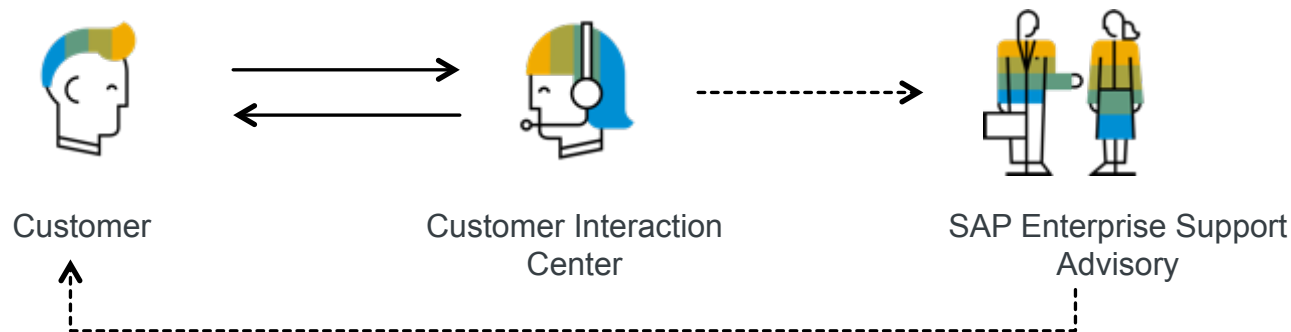 Customer
Customer Interaction
Center
SAP Enterprise Support
Advisory